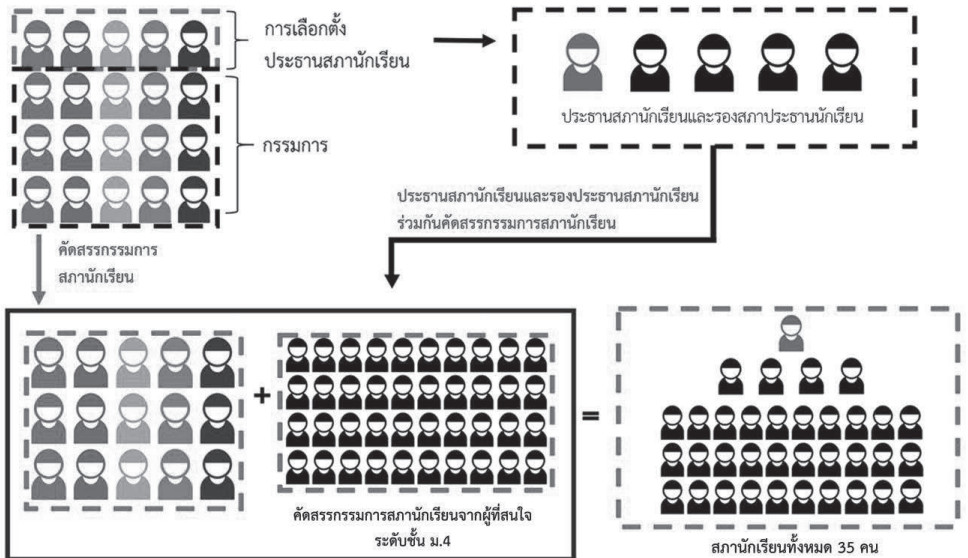 การเลือกตั้ง
ประธานสภานักเรียน
กรรมการ
ประธานสภานักเรียนและรองสภาประธานนักเรียน
ประธานสภานักเรียนและรองประธานสภานักเรียน
ร่วมกันคัดสรรกรรมการสภานักเรียน
คัดสรรกรรมการ
สภานักเรียน
+
=
คัดสรรกรรมการสภานักเรียนจากผู้ที่สนใจ
ระดับชั้น ม.4
สภานักเรียนทั้งหมด 35 คน